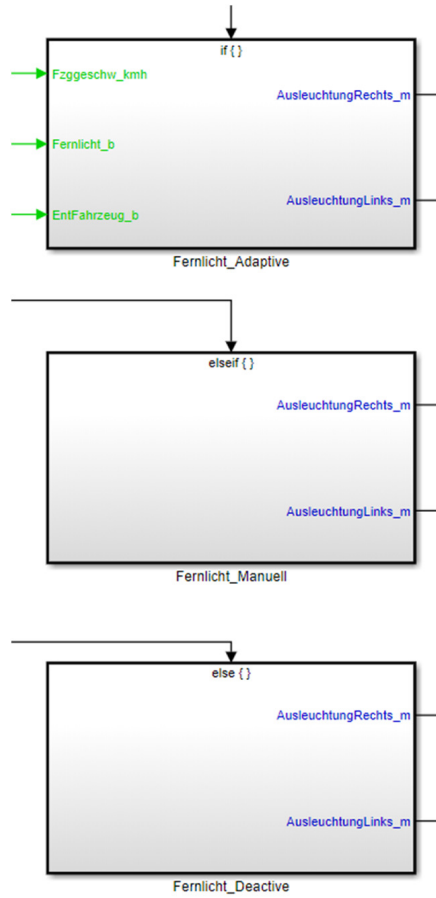 if { }
Fzggeschw_kmh
AusleuchtungRechts_m
Fernlicht_b
AusleuchtungLinks_m
EntFahrzeug_b
Fernlicht_Adaptive
elseif { }
AusleuchtungRechts_m
AusleuchtungLinks_m
Fernlicht_Manuell
else { }
AusleuchtungRechts_m
AusleuchtungLinks_m
Fernlicht_Deactive